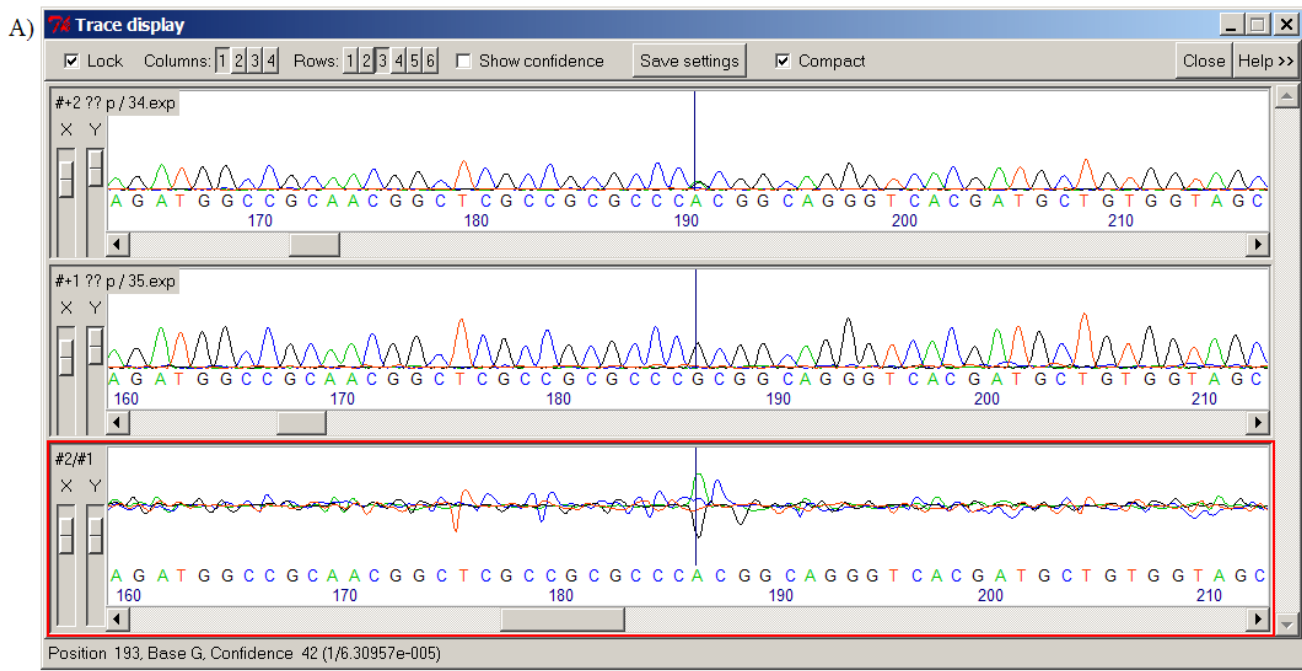 A)
Trace display
Lock Columns: 1 2 3 4 Rows: 1 2 3 4 5 6 Show confidence Save settings Compact Close Help >>
#+2 ?? p / 34.exp
X Y
A G A T G G C C G C A A C G G C T C G C C G C G C C C A C G G C A G G G T C A C G A T G C T G T G G T A G C
170 180 190 200 210
#+1 ?? p / 35.exp
X Y
A G A T G G C C G C A A C G G C T C G C C G C G C C C G C G G C A G G G T C A C G A T G C T G T G G T A G C
160 170 180 190 200 210
#2/#1
X Y
A G A T G G C C G C A A C G G C T C G C C G C G C C C A C G G C A G G G T C A C G A T G C T G T G G T A G C
160 170 180 190 200 210
Position 193, Base G, Confidence 42 (1/6.30957e-005)